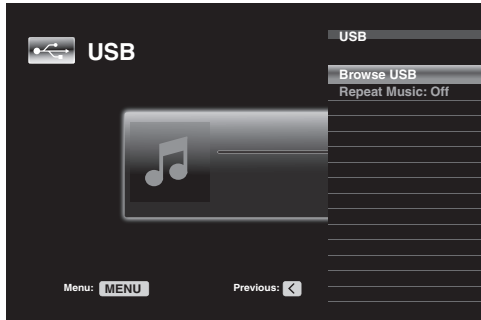 USB
USB
Browse USB
Repeat Music: Off
Menu: MENU
Previous: <